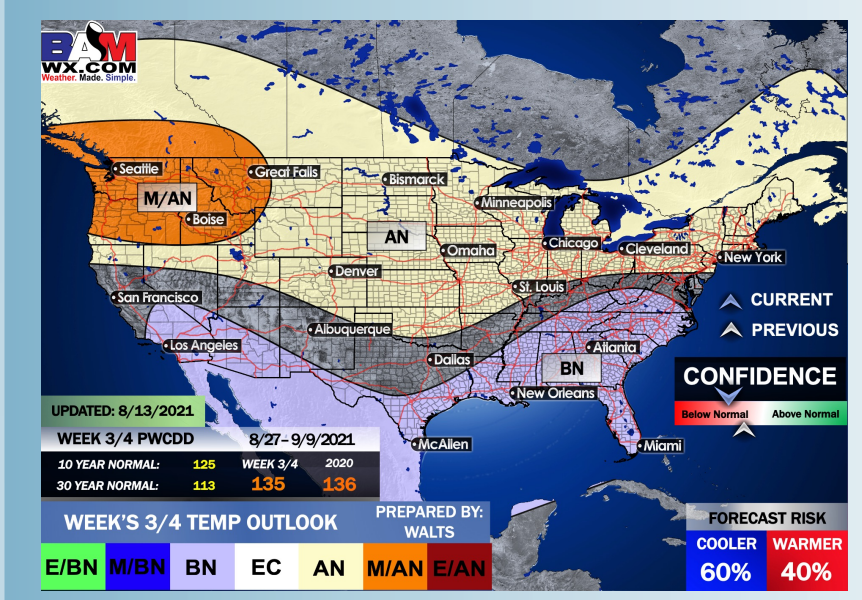 BAM
WX.COM
Weather. Made. Simple.
Seattle
Great Falls
Bismarck
M/AN
Boise
Minneapolis
AN
Omaha
Chicago
Cleveland
New York
Denver
St. Louis
San Francisco
Albuquerque
Los Angeles
Dallas
Atlanta
BN
New Orleans
McAllen
Miami
CURRENT
PREVIOUS
CONFIDENCE
Below Normal Above Normal
UPDATED: 8/13/2021
WEEK 3/4 PWCDD 8/27–9/9/2021
10 YEAR NORMAL: 125 WEEK 3/4 2020
30 YEAR NORMAL: 113 135 136
WEEK'S 3/4 TEMP OUTLOOK
PREPARED BY:
WALTS
E/BN M/BN BN EC AN M/AN E/AN
FORECAST RISK
COOLER WARMER
60% 40%